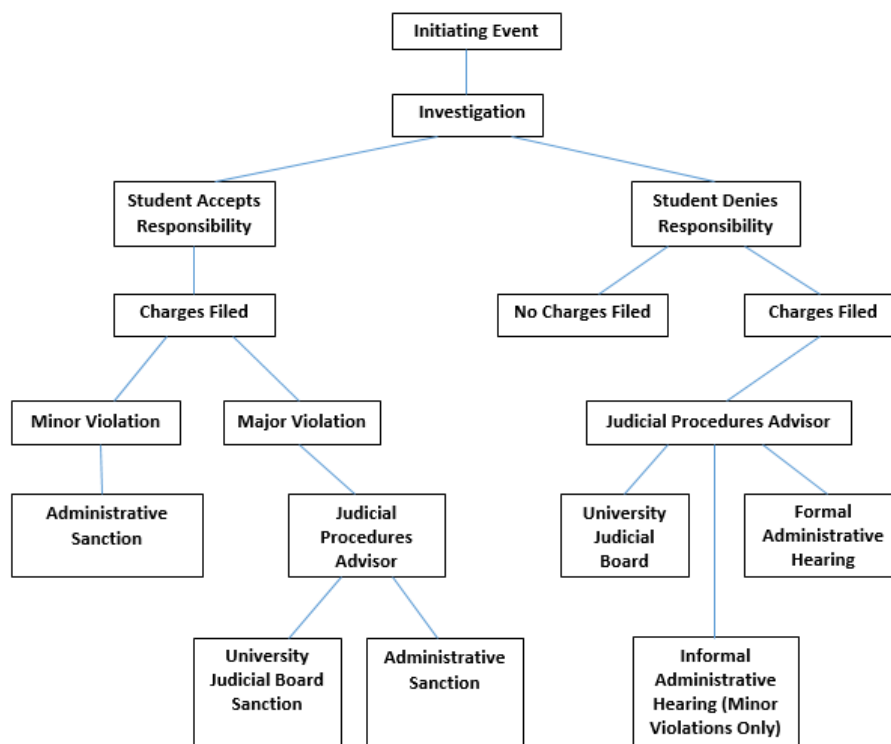 Initiating Event
Investigation
Student Accepts
Responsibility
Student Denies
Responsibility
Charges Filed
No Charges Filed
Charges Filed
Minor Violation
Major Violation
Judicial Procedures Advisor
Administrative
Sanction
Judicial
Procedures
Advisor
University
Judicial
Board
Formal
Administrative
Hearing
University
Judicial Board
Sanction
Administrative
Sanction
Informal
Administrative
Hearing (Minor
Violations Only)